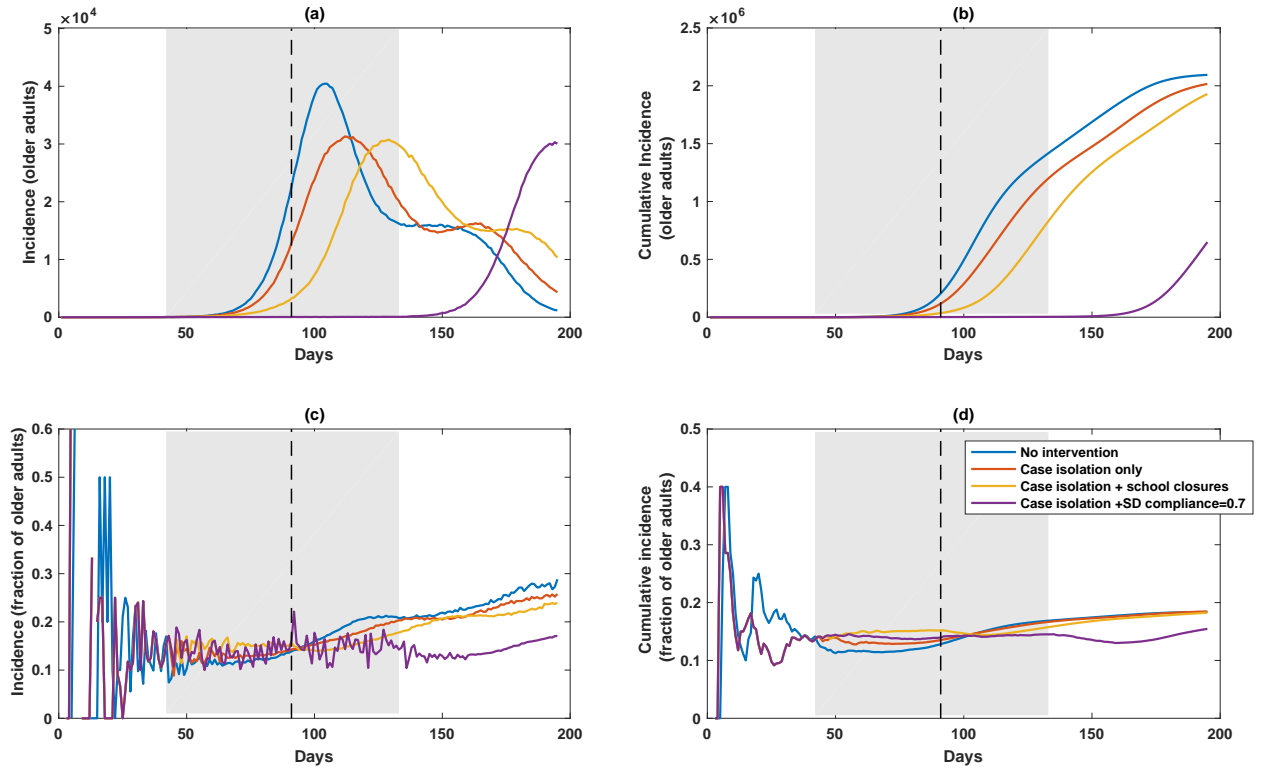 (a)
×10⁴
5
4
3
2
1
0
Incidence (older adults)
0 50 100 150 200
Days
(b)
×10⁶
2.5
2
1.5
1
0.5
0
Cumulative Incidence
(older adults)
0 50 100 150 200
Days
(c)
0.6
0.5
0.4
0.3
0.2
0.1
0
Incidence (fraction of older adults)
0 50 100 150 200
Days
(d)
0.5
0.4
0.3
0.2
0.1
0
Cumulative incidence
(fraction of older adults)
No intervention
Case isolation only
Case isolation + school closures
Case isolation +SD compliance=0.7
0 50 100 150 200
Days